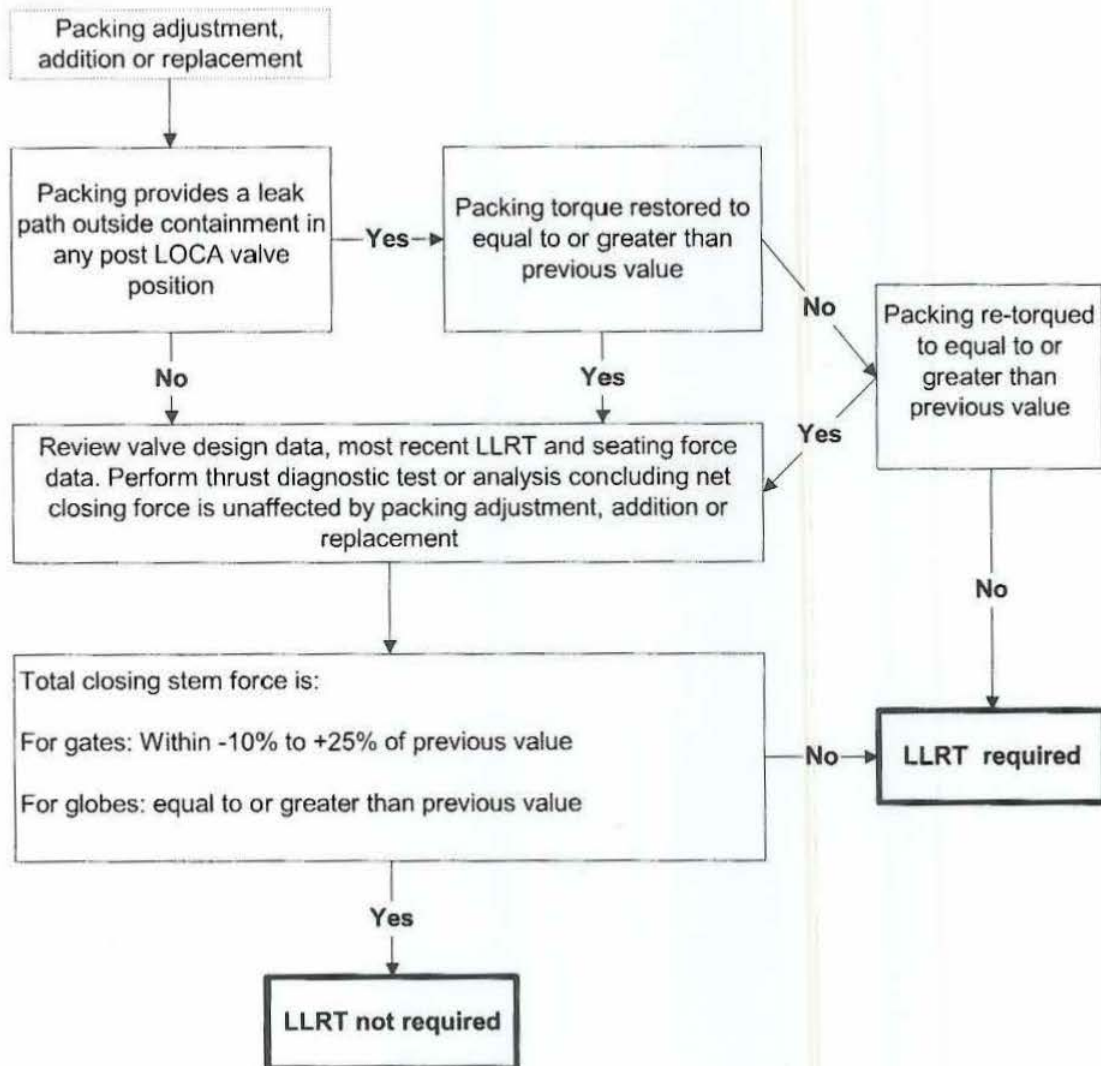 Packing adjustment,
addition or replacement
Packing provides a leak
path outside containment in
any post LOCA valve
position
Yes
Packing torque restored to
equal to or greater than
previous value
No
Packing re-torqued
to equal to or
greater than
previous value
No
Yes
Yes
Review valve design data, most recent LLRT and seating force
data. Perform thrust diagnostic test or analysis concluding net
closing force is unaffected by packing adjustment, addition or
replacement
No
Total closing stem force is:
For gates: Within -10% to +25% of previous value
For globes: equal to or greater than previous value
No
LLRT required
Yes
LLRT not required